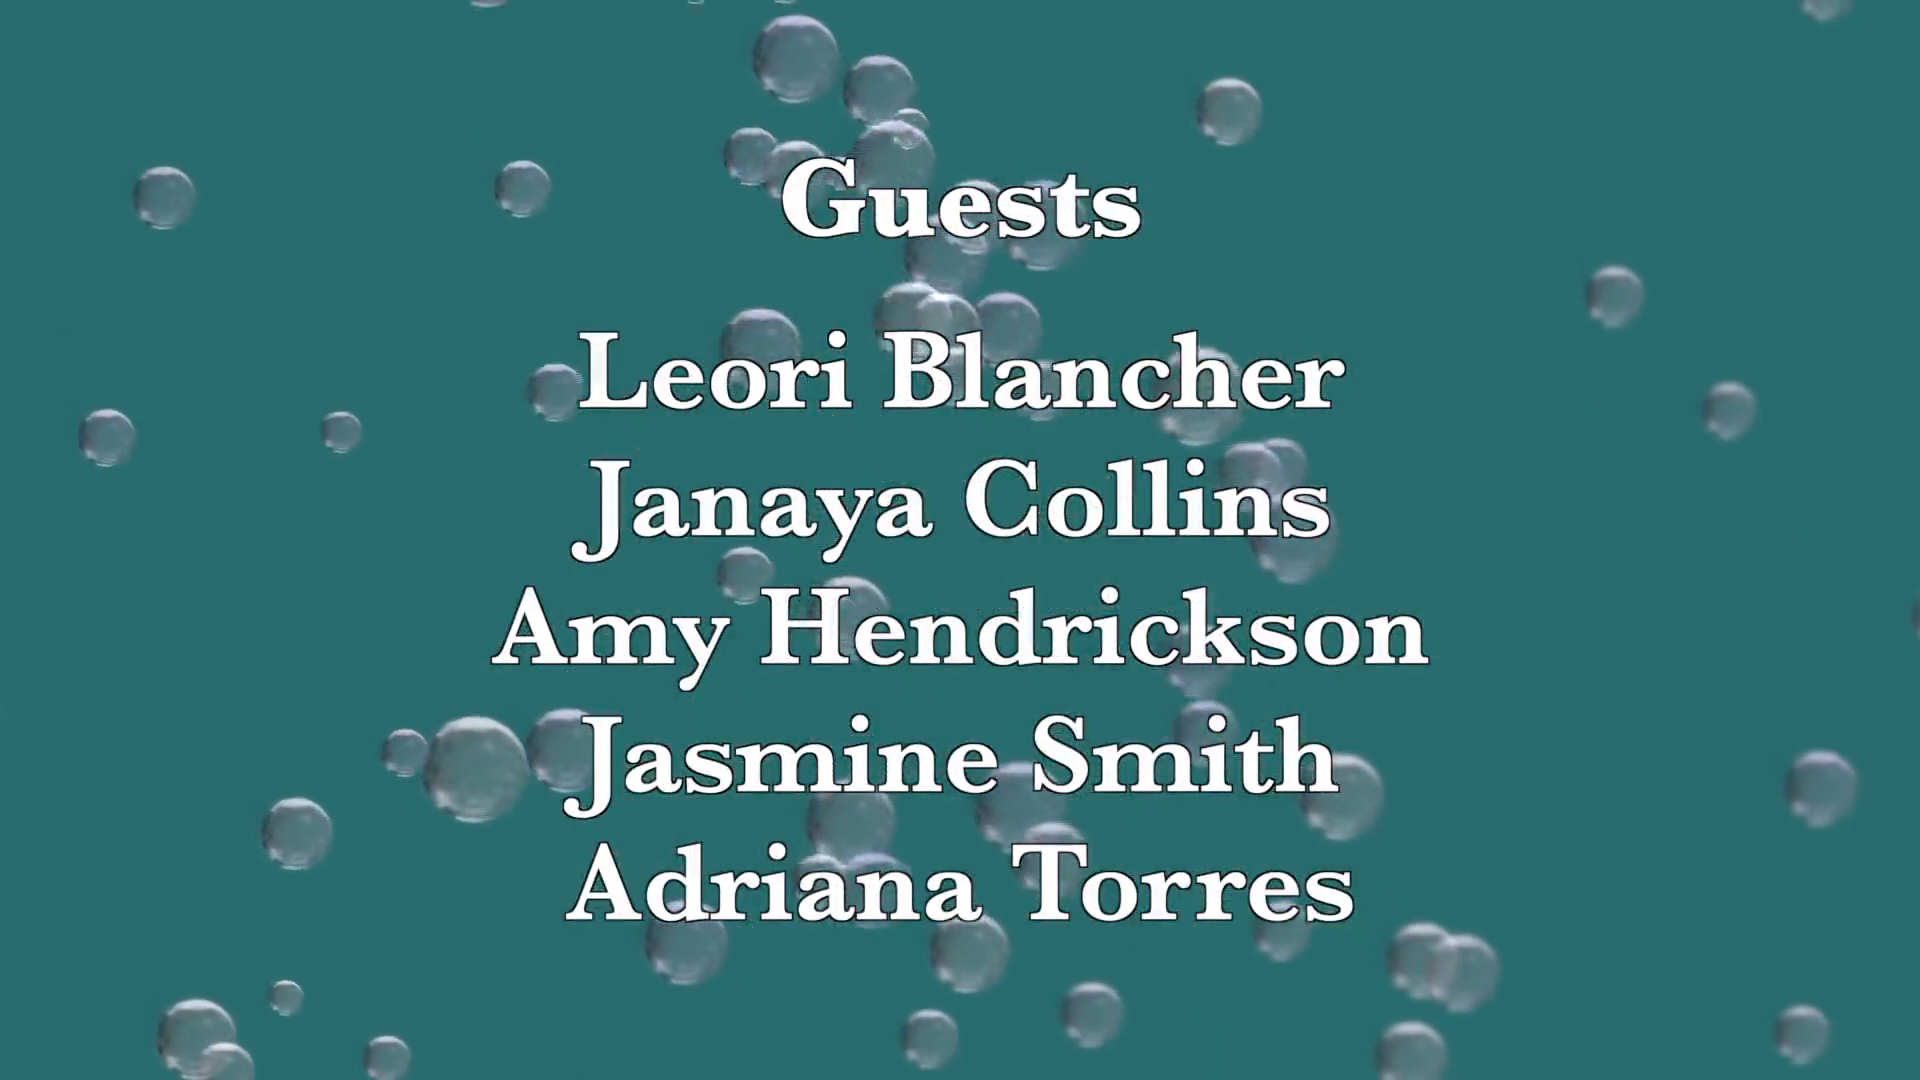 Guests
Leori Blancher
Janaya Collins
Amy Hendrickson
Jasmine Smith
Adriana Torres